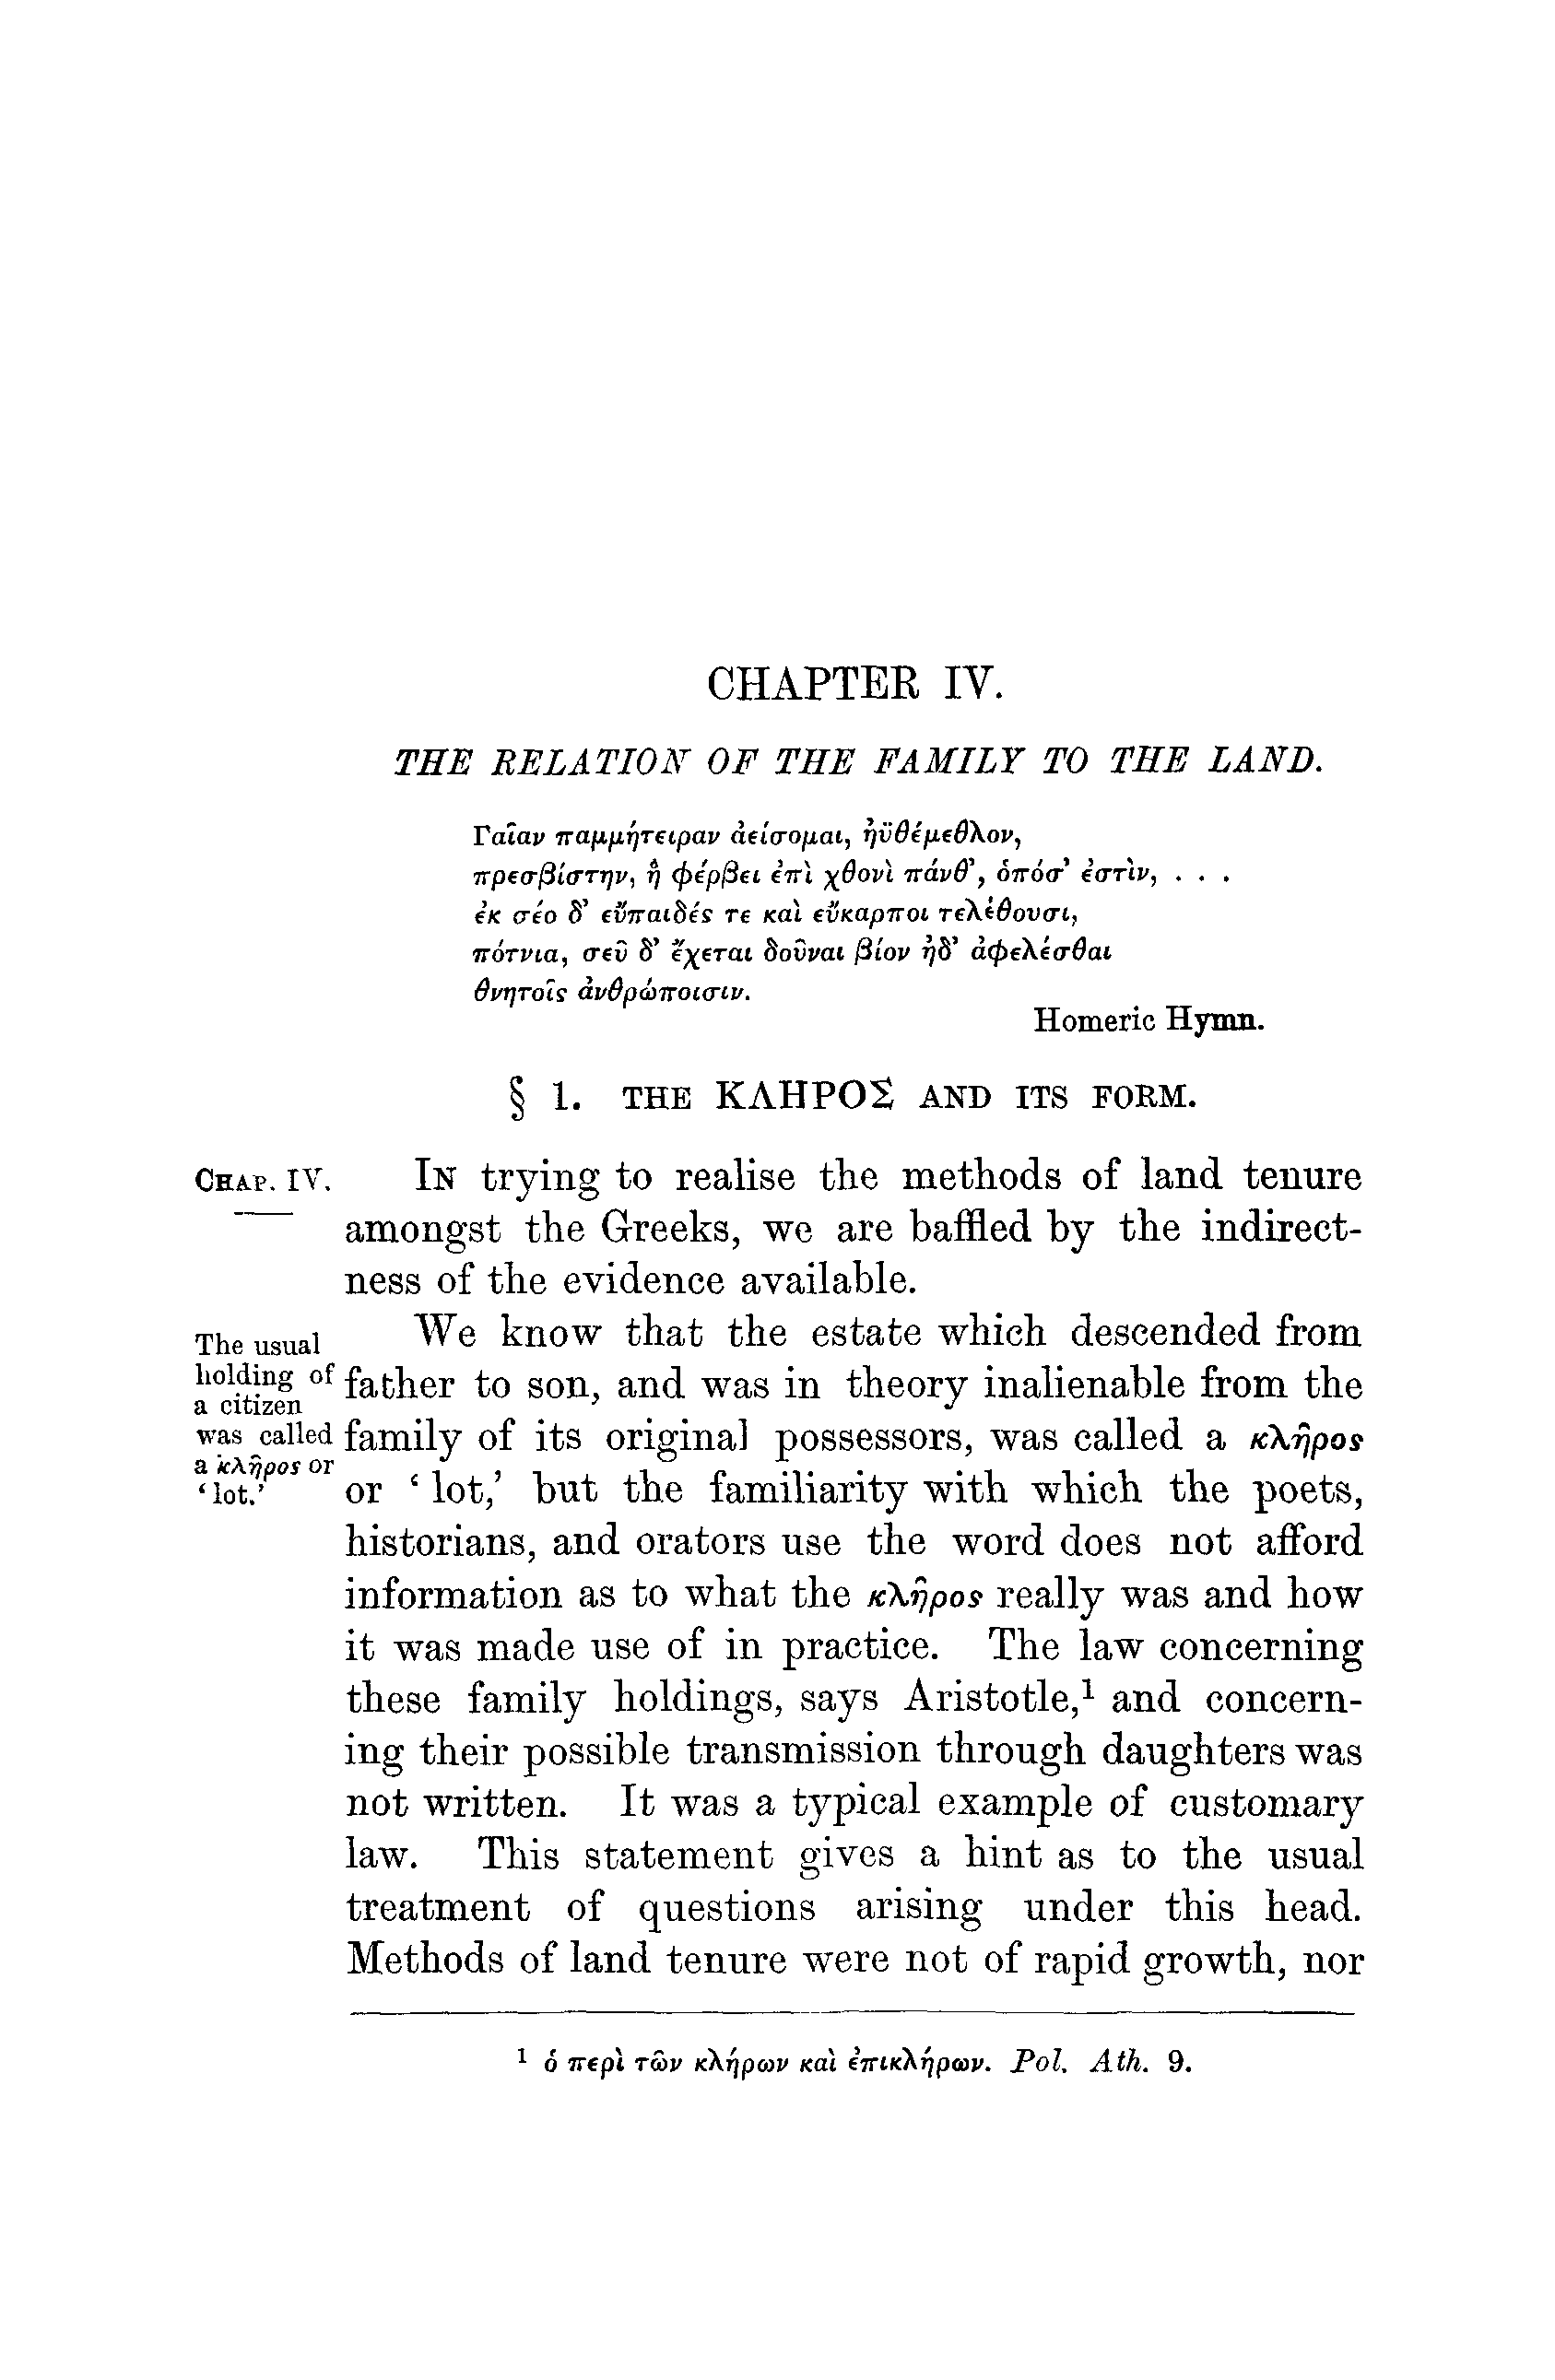 CHAPTER IV.
THE RELATION OF THE FAMILY TO THE LAND.
Γαῖαν παμμήτειραν ἀείσομαι, ἠϋθέμεθλον,
πρεσβίστην, ἣ φέρβει ἐπὶ χθονὶ πάνθ’, ὁπόσ’ ἐστὶν, . . .
ἐκ σέο δ’ εὔπαιδές τε καὶ εὔκαρποι τελέθουσι,
πότνια, σεῦ δ’ ἔχεται δοῦναι βίον ἠδ’ ἀφελέσθαι
θνητοῖς ἀνθρώποισιν.
Homeric Hymn.
§ 1. THE ΚΛΗΡΟΣ AND ITS FORM.
CHAP. IV.
IN trying to realise the methods of land tenure
amongst the Greeks, we are baffled by the indirect-
ness of the evidence available.
The usual
holding of
a citizen
was called
a κλῆρος or
‘lot.’
We know that the estate which descended from
father to son, and was in theory inalienable from the
family of its original possessors, was called a κλῆρος
or ‘lot,’ but the familiarity with which the poets,
historians, and orators use the word does not afford
information as to what the κλῆρος really was and how
it was made use of in practice. The law concerning
these family holdings, says Aristotle,¹ and concern-
ing their possible transmission through daughters was
not written. It was a typical example of customary
law. This statement gives a hint as to the usual
treatment of questions arising under this head.
Methods of land tenure were not of rapid growth, nor
¹ ὁ περὶ τῶν κλήρων καὶ ἐπικλήρων. Pol. Ath. 9.